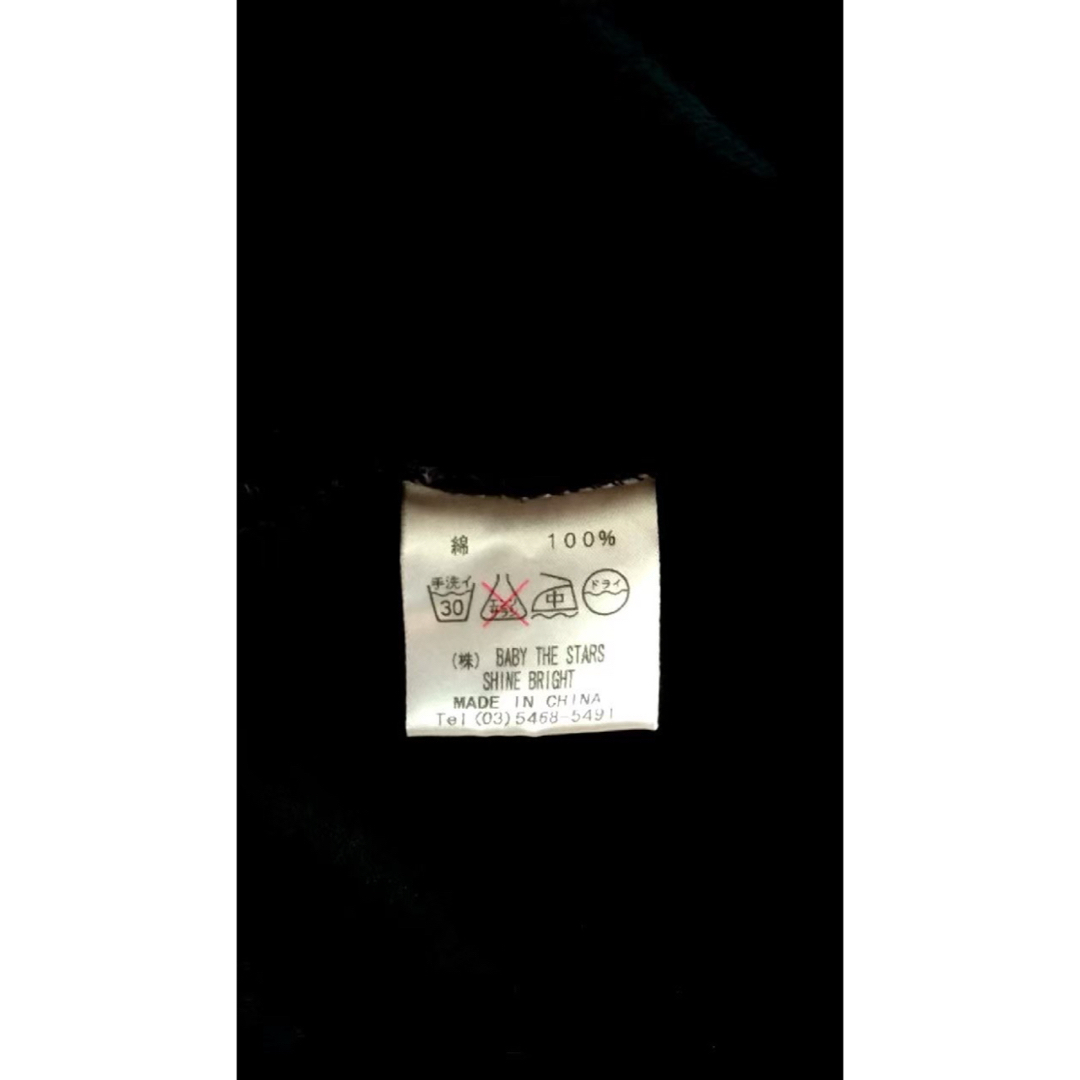 綿 100%
手洗イ
30 エンソサラシ 中 ドライ
(株) BABY THE STARS
SHINE BRIGHT
MADE IN CHINA
Tel (03)5468-5491